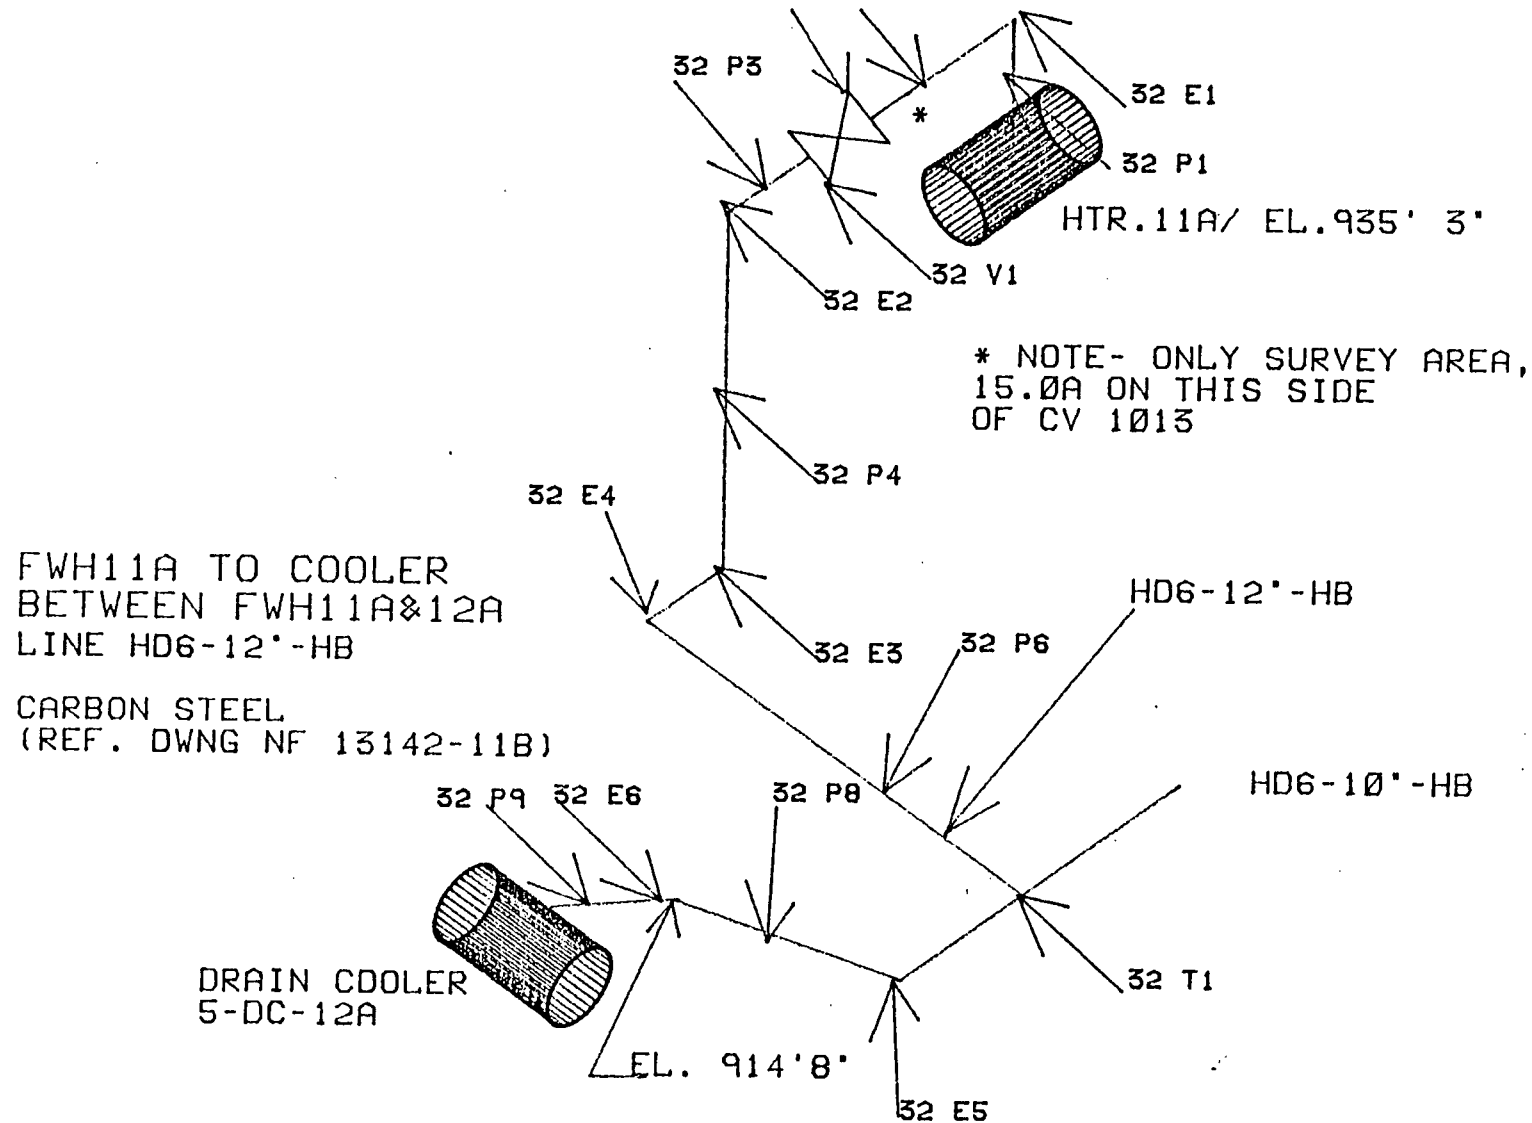 32 P3
32 E1
*
32 P1
HTR.11A/ EL.935' 3"
32 V1
32 E2
* NOTE- ONLY SURVEY AREA,
15.0A ON THIS SIDE
OF CV 1013
32 P4
32 E4
FWH11A TO COOLER
BETWEEN FWH11A&12A
LINE HD6-12"-HB
HD6-12"-HB
32 E3
32 P6
CARBON STEEL
(REF. DWNG NF 13142-11B)
32 P9
32 E6
32 P8
HD6-10"-HB
DRAIN COOLER
5-DC-12A
32 T1
EL. 914'8"
32 E5